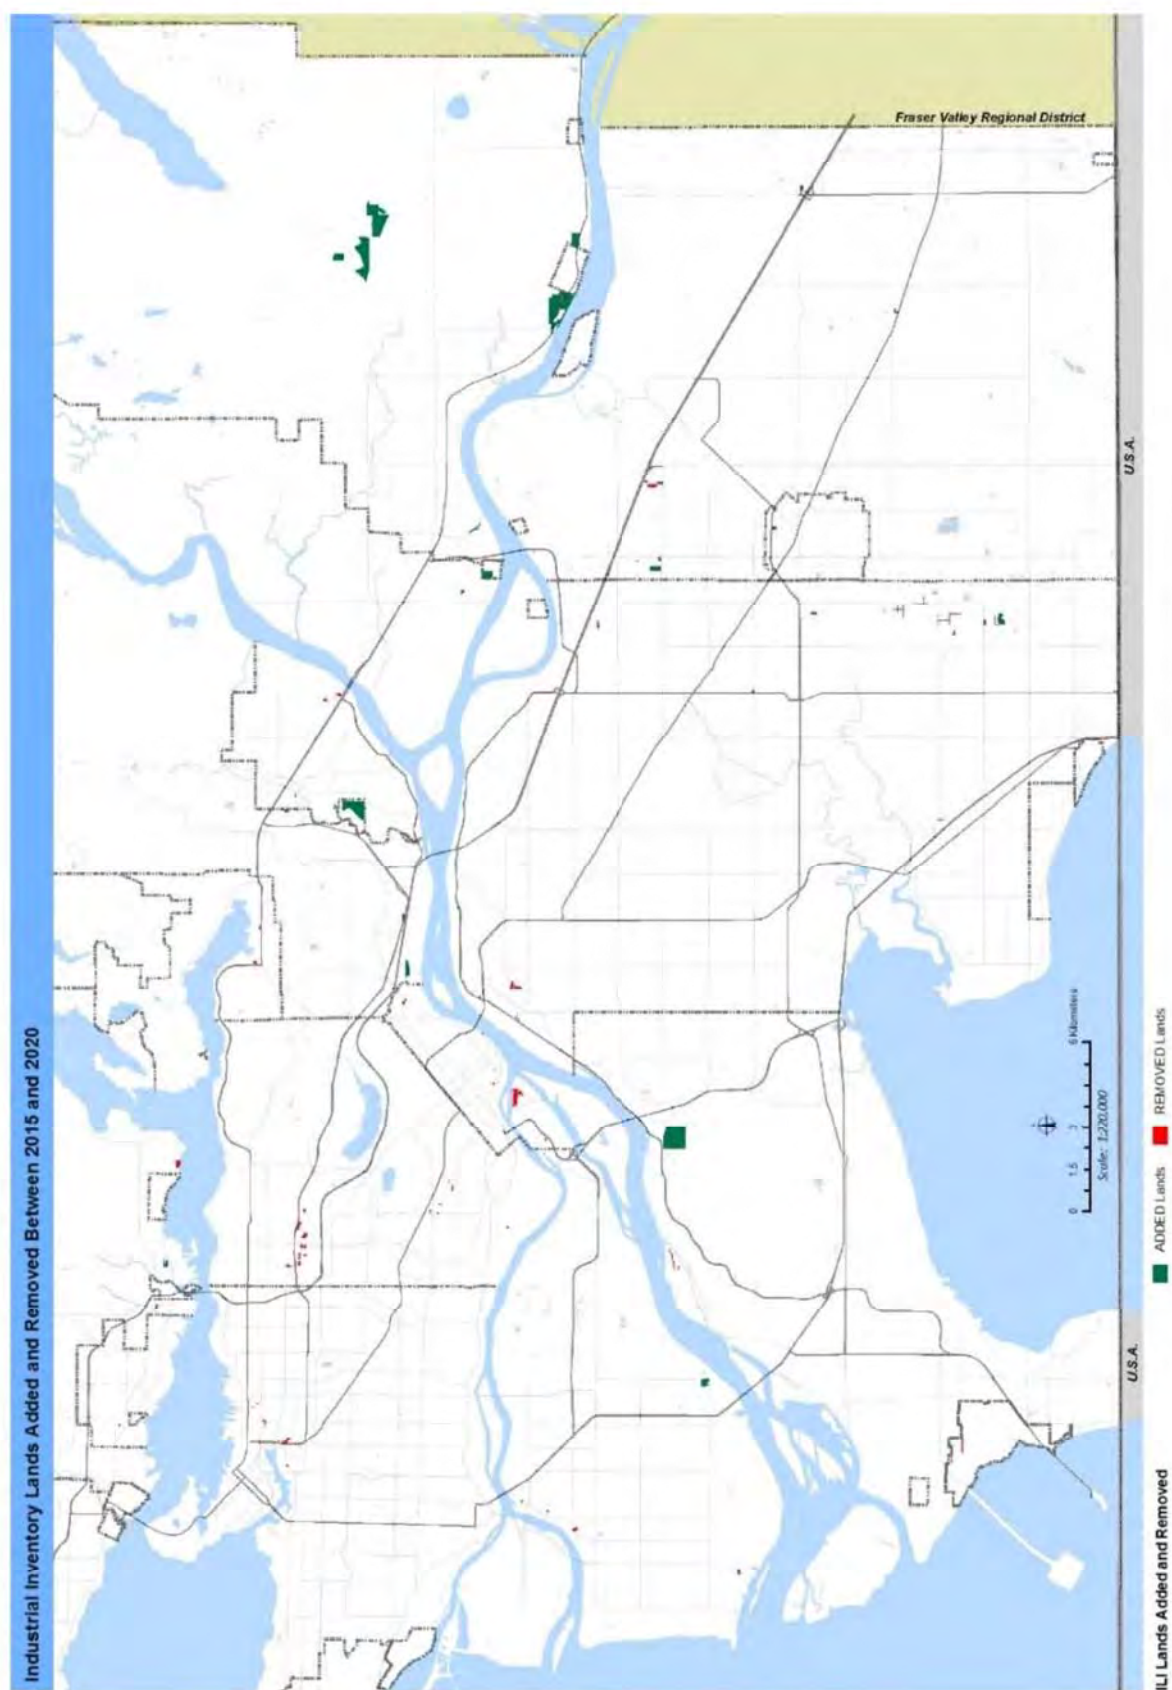 Industrial Inventory Lands Added and Removed Between 2015 and 2020
Fraser Valley Regional District
U.S.A.
U.S.A.
0 1.5 3 6 Kilometers
Scale: 1:220,000
ILI Lands Added and Removed
ADDED Lands
REMOVED Lands